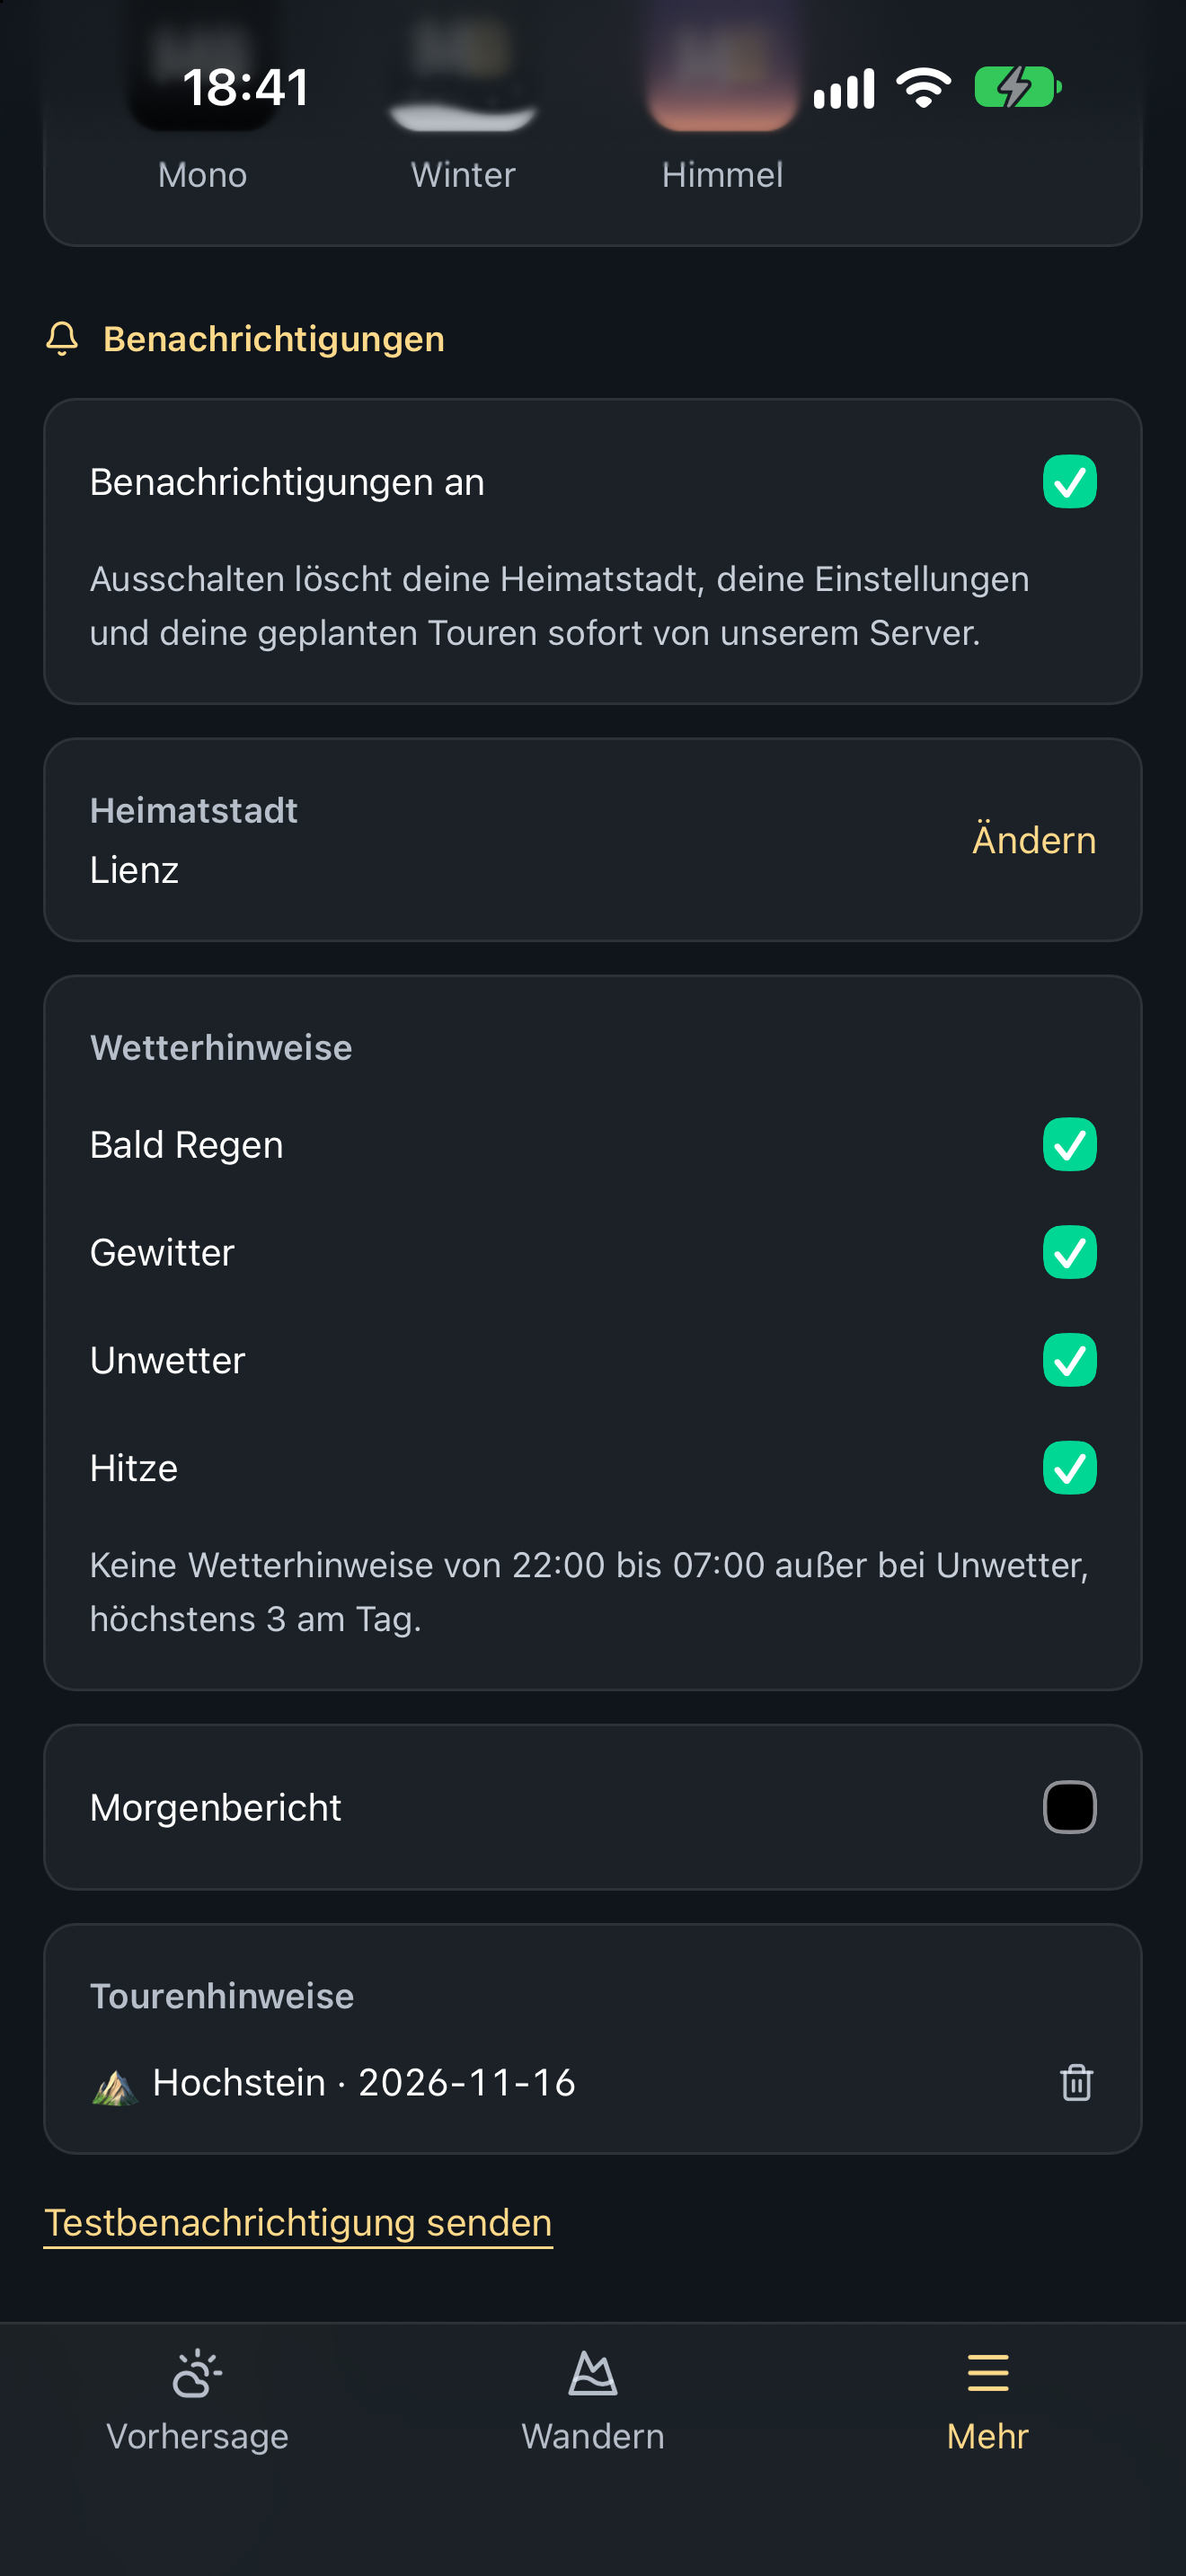 18:41
Mono Winter Himmel
Benachrichtigungen
Benachrichtigungen an
Ausschalten löscht deine Heimatstadt, deine Einstellungen
und deine geplanten Touren sofort von unserem Server.
Heimatstadt
Lienz
Ändern
Wetterhinweise
Bald Regen
Gewitter
Unwetter
Hitze
Keine Wetterhinweise von 22:00 bis 07:00 außer bei Unwetter,
höchstens 3 am Tag.
Morgenbericht
Tourenhinweise
Hochstein · 2026-11-16
Testbenachrichtigung senden
Vorhersage Wandern Mehr